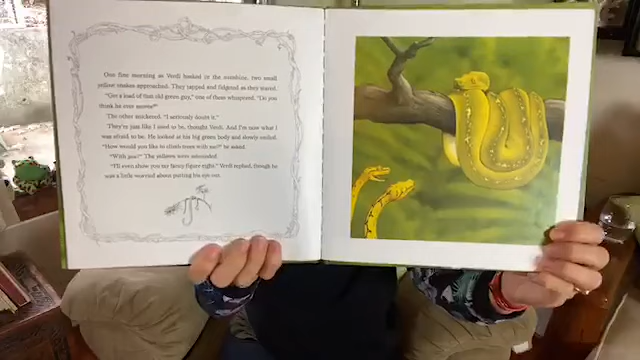 One fine morning as Verdi basked in the sunshine, two small
yellow snakes approached. They tapped and fidgeted as they stared.
"Get a load of that old green guy," one of them whispered. "Do you
think he ever moves?"
The other snickered. "I seriously doubt it."
They're just like I used to be, thought Verdi. And I'm now what I
was afraid to be. He looked at his big green body and slowly smiled.
"How would you like to climb trees with me?" he asked.
"With you?" The yellows were astonished.
"I'll even show you my fancy figure eight," Verdi replied, though he
was a little worried about putting his eye out.